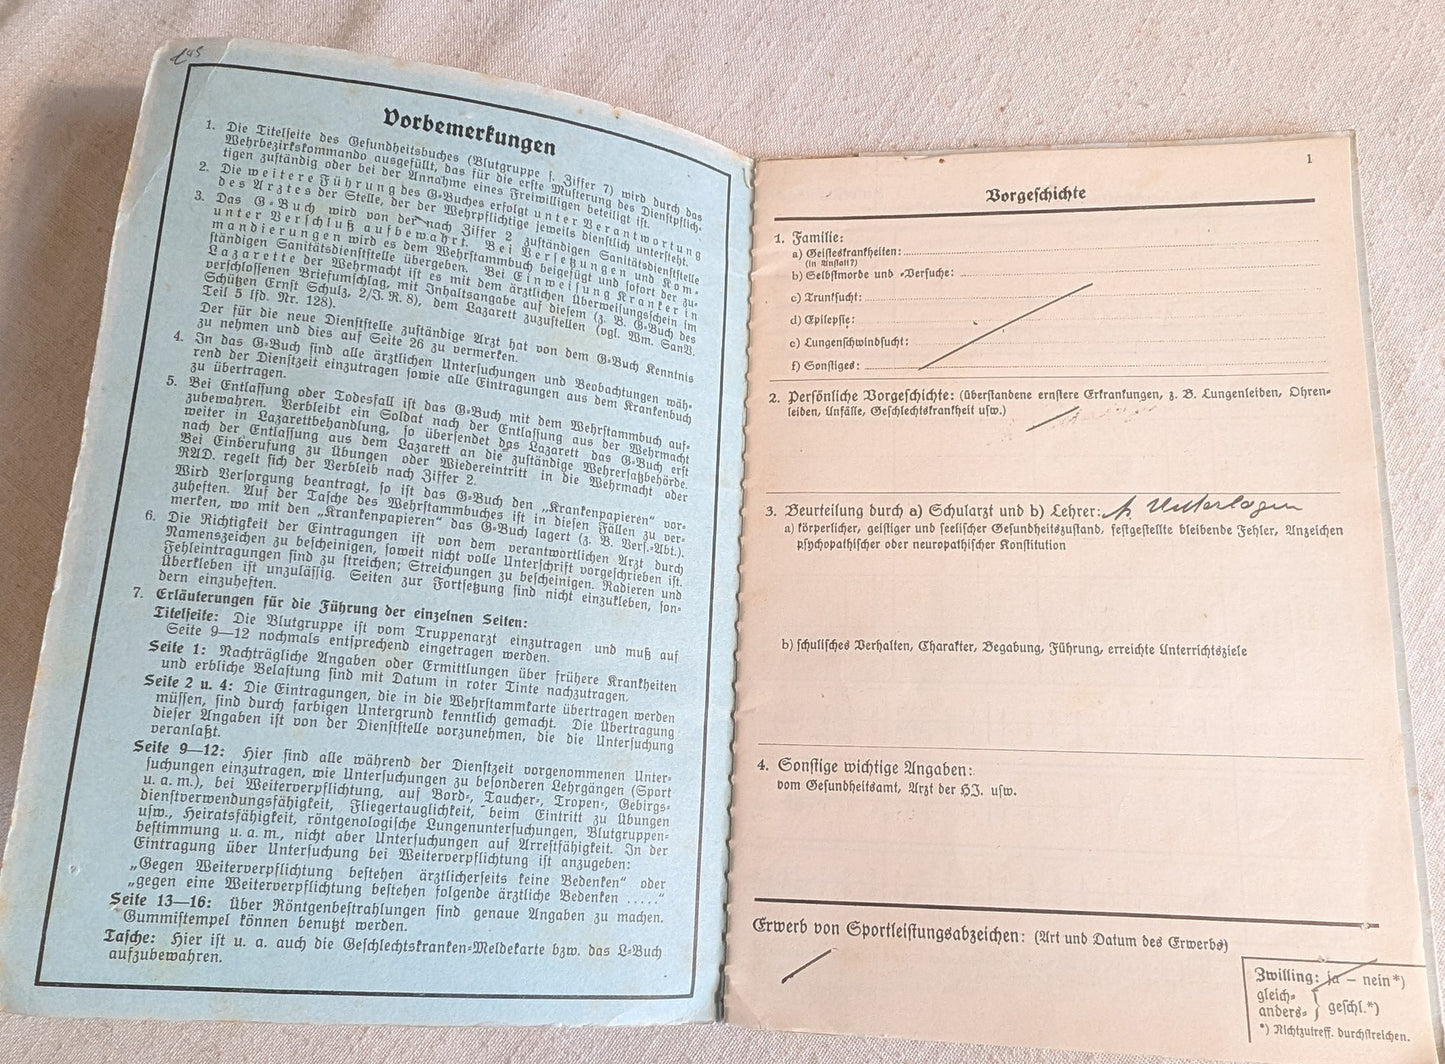 Vorbemerkungen
1. Die Titelseite des Gesundheitsbuches (Blutgruppe s. Ziffer 7) wird durch das
Wehrbezirkskommando ausgefüllt, das für die erste Musterung des Dienstpflich-
tigen zuständig oder bei der Annahme eines Freiwilligen beteiligt ist.
2. Die weitere Führung des G=Buches erfolgt unter Verantwortung
des Arztes der Stelle, der der Wehrpflichtige jeweils dienstlich untersteht.
3. Das G=Buch wird von der nach Ziffer 2 zuständigen Sanitätsdienststelle
unter Verschluß aufbewahrt. Bei Versetzungen und Kom-
mandierungen wird es dem Wehrstammbuch beigefügt und sofort der zu-
ständigen Sanitätsdienststelle übergeben. Bei Einweisung Kranker in
Lazarette der Wehrmacht ist es mit dem ärztlichen Überweisungsschein im
verschlossenen Briefumschlag, mit Inhaltsangabe auf diesem (z. B. G=Buch des
Schützen Ernst Schulz, 2/J. R. 8), dem Lazarett zuzustellen (vgl. Wm. SanV.
Teil 5 lfd. Nr. 128).
Der für die neue Dienststelle zuständige Arzt hat von dem G=Buch Kenntnis
zu nehmen und dies auf Seite 26 zu vermerken.
4. In das G=Buch sind alle ärztlichen Untersuchungen und Beobachtungen wäh-
rend der Dienstzeit einzutragen sowie alle Eintragungen aus dem Krankenbuch
zu übertragen.
5. Bei Entlassung oder Todesfall ist das G=Buch mit dem Wehrstammbuch auf-
zubewahren. Verbleibt ein Soldat nach der Entlassung aus der Wehrmacht
weiter in Lazarettbehandlung, so übersendet das Lazarett das G=Buch erst
nach der Entlassung aus dem Lazarett an die zuständige Wehrersatzbehörde.
Bei Einberufung zu Übungen oder Wiedereintritt in die Wehrmacht oder
RAD. regelt sich der Verbleib nach Ziffer 2.
Wird Versorgung beantragt, so ist das G=Buch den „Krankenpapieren“ vor-
zuheften. Auf der Tasche des Wehrstammbuches ist in diesen Fällen zu ver-
merken, wo mit den „Krankenpapieren“ das G=Buch lagert (z. B. Vers.=Abt.).
6. Die Richtigkeit der Eintragungen ist von dem verantwortlichen Arzt durch
Namenszeichen zu bescheinigen, soweit nicht volle Unterschrift vorgeschrieben ist.
Fehleintragungen sind zu streichen; Streichungen zu bescheinigen. Radieren und
Überkleben ist unzulässig. Seiten zur Fortsetzung sind nicht einzukleben, son-
dern einzuheften.
7. Erläuterungen für die Führung der einzelnen Seiten:
Titelseite: Die Blutgruppe ist vom Truppenarzt einzutragen und muß auf
Seite 9—12 nochmals entsprechend eingetragen werden.
Seite 1: Nachträgliche Angaben oder Ermittlungen über frühere Krankheiten
und erbliche Belastung sind mit Datum in roter Tinte nachzutragen.
Seite 2 u. 4: Die Eintragungen, die in die Wehrstammkarte übertragen werden
müssen, sind durch farbigen Untergrund kenntlich gemacht. Die Übertragung
dieser Angaben ist von der Dienststelle vorzunehmen, die die Untersuchung
veranlaßt.
Seite 9—12: Hier sind alle während der Dienstzeit vorgenommenen Unter-
suchungen einzutragen, wie Untersuchungen zu besonderen Lehrgängen (Sport
u. a. m.), bei Weiterverpflichtung, auf Bord=, Taucher=, Tropen=, Gebirgs-
dienstverwendungsfähigkeit, Fliegertauglichkeit, beim Eintritt zu Übungen
usw., Heiratsfähigkeit, röntgenologische Lungenuntersuchungen, Blutgruppen-
bestimmung u. a. m., nicht aber Untersuchungen auf Arrestfähigkeit. In der
Eintragung über Untersuchung bei Weiterverpflichtung ist anzugeben:
„Gegen Weiterverpflichtung bestehen ärztlicherseits keine Bedenken“ oder
„gegen eine Weiterverpflichtung bestehen folgende ärztliche Bedenken .....“
Seite 13—16: Über Röntgenbestrahlungen sind genaue Angaben zu machen.
Gummistempel können benutzt werden.
Tasche: Hier ist u. a. auch die Geschlechtskranken=Meldekarte bzw. das L=Buch
aufzubewahren.
1
Vorgeschichte
1. Familie:
a) Geisteskrankheiten:
(in Anstalt?)
b) Selbstmorde und =Versuche:
c) Trunksucht:
d) Epilepsie:
e) Lungenschwindsucht:
f) Sonstiges:
2. Persönliche Vorgeschichte: (überstandene ernstere Erkrankungen, z. B. Lungenleiden, Ohren-
leiden, Unfälle, Geschlechtskrankheit usw.)
3. Beurteilung durch a) Schularzt und b) Lehrer: Unterlagen
a) körperlicher, geistiger und seelischer Gesundheitszustand, festgestellte bleibende Fehler, Anzeichen
psychopathischer oder neuropathischer Konstitution
b) schulisches Verhalten, Charakter, Begabung, Führung, erreichte Unterrichtsziele
4. Sonstige wichtige Angaben:
vom Gesundheitsamt, Arzt der HJ. usw.
Erwerb von Sportleistungsabzeichen: (Art und Datum des Erwerbs)
Zwilling: ja — nein*)
gleich=
anders= } geschl.*)
*) Nichtzutreff. durchstreichen.